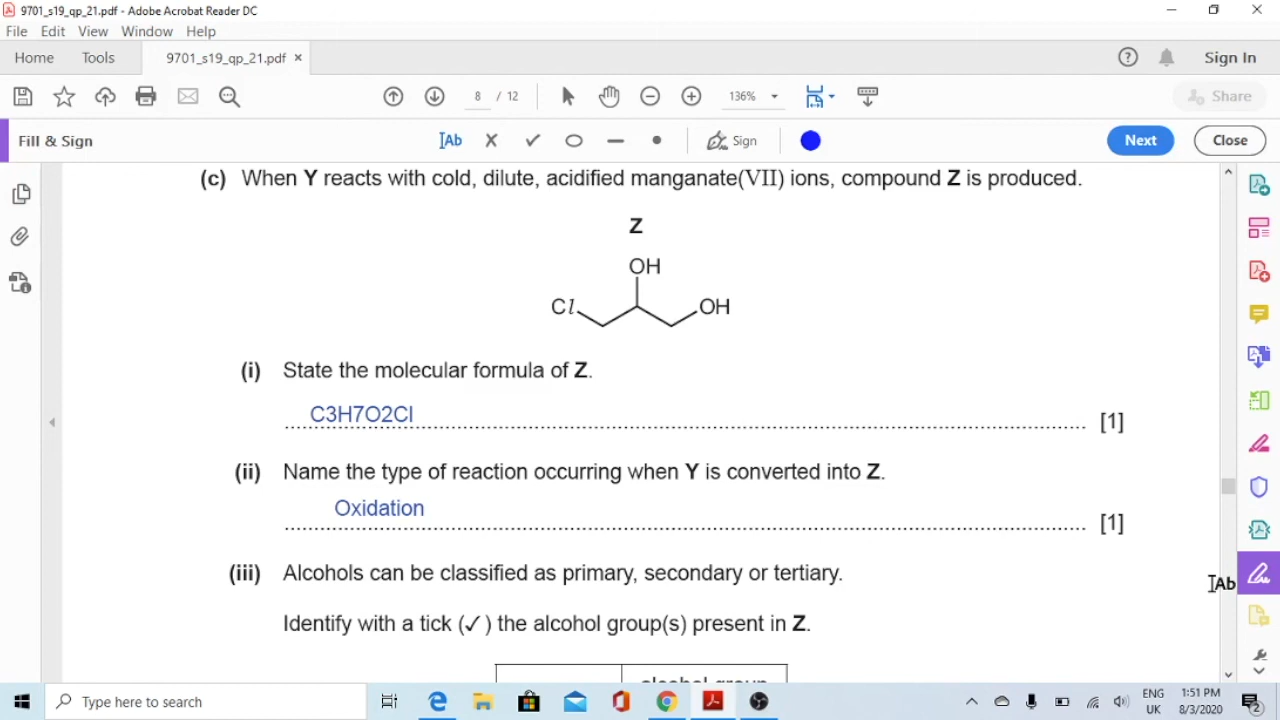 9701_s19_qp_21.pdf - Adobe Acrobat Reader DC
File Edit View Window Help
Home Tools 9701_s19_qp_21.pdf × Sign In
8 / 12 136% Share
Fill & Sign Ab Sign Next Close
(c) When Y reacts with cold, dilute, acidified manganate(VII) ions, compound Z is produced.
Z
OH
Cl OH
(i) State the molecular formula of Z.
C3H7O2Cl [1]
(ii) Name the type of reaction occurring when Y is converted into Z.
Oxidation [1]
(iii) Alcohols can be classified as primary, secondary or tertiary.
Ab
Identify with a tick (✓) the alcohol group(s) present in Z.
Type here to search
ENG 1:51 PM
UK 8/3/2020 2